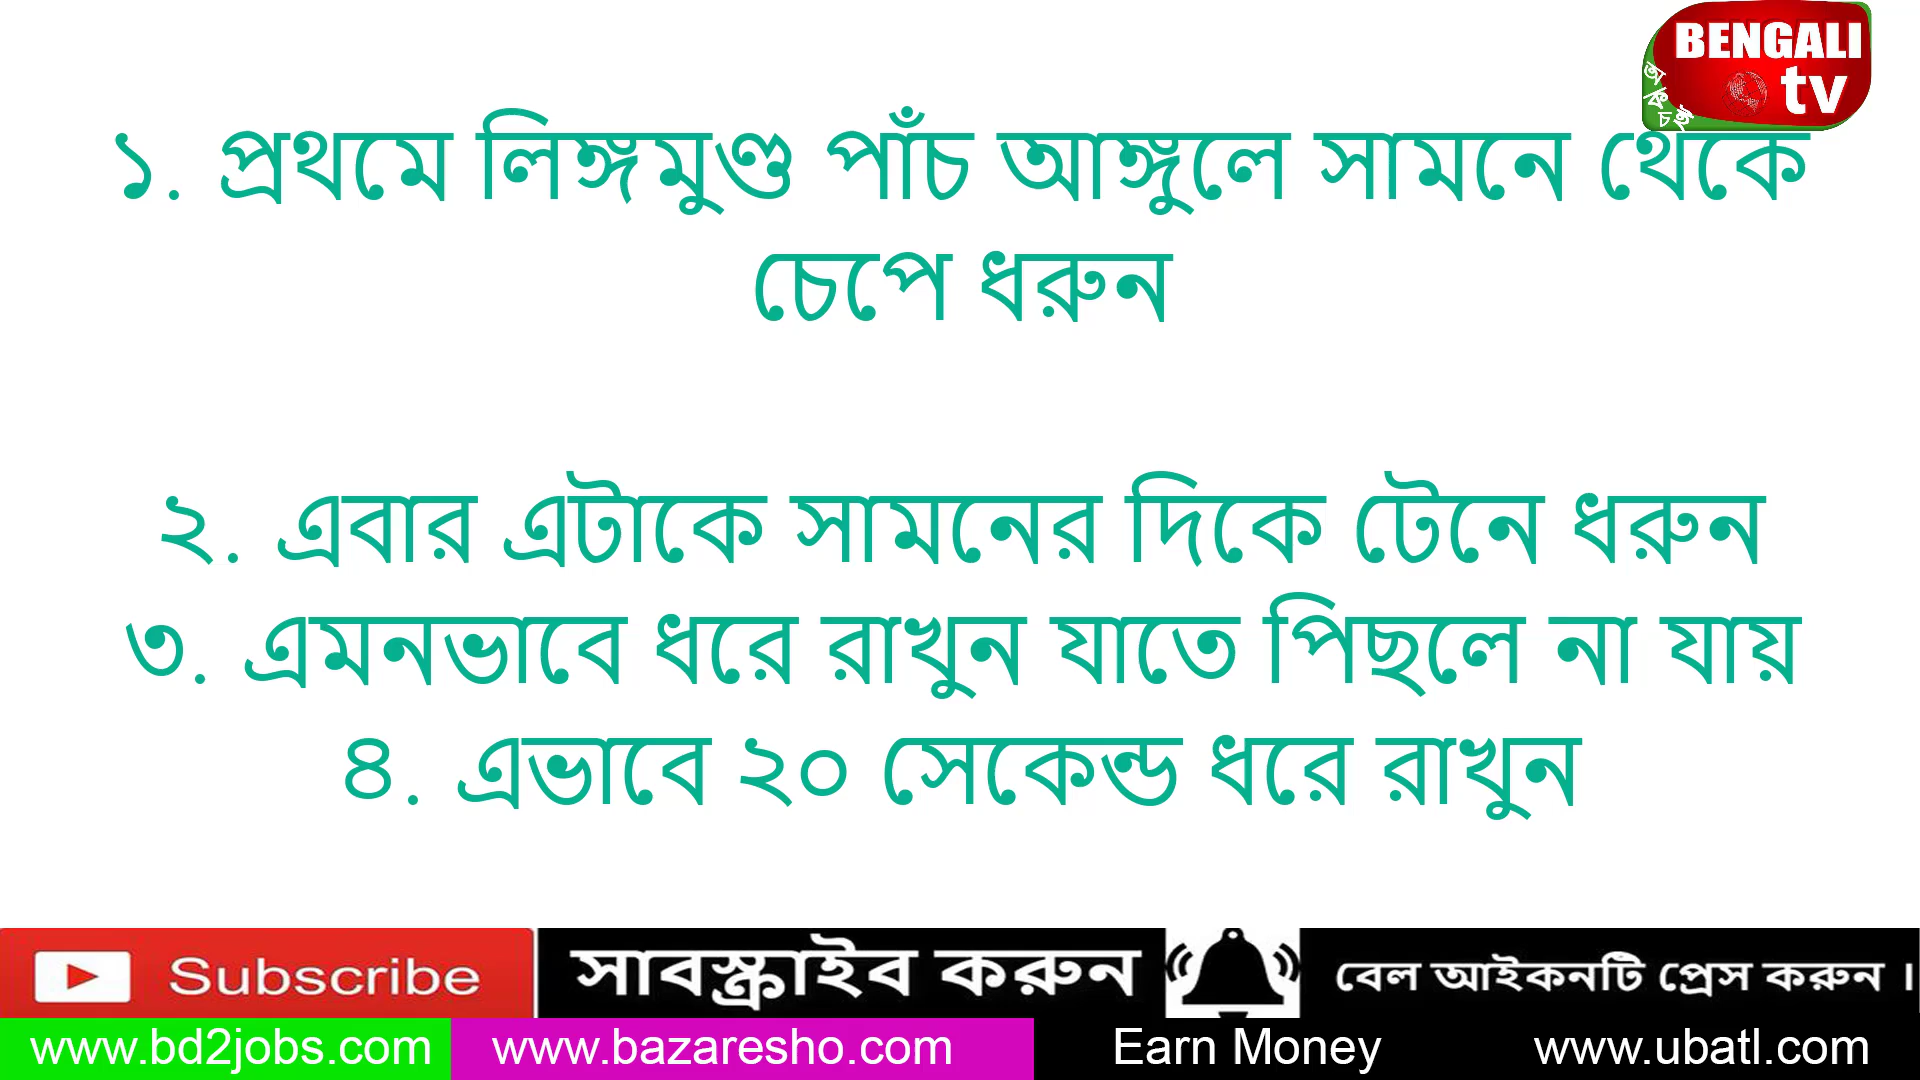 BENGALI
tv
অ
কি
চাই
১. প্রথমে লিঙ্গমুণ্ড পাঁচ আঙ্গুলে সামনে থেকে
চেপে ধরুন
২. এবার এটাকে সামনের দিকে টেনে ধরুন
৩. এমনভাবে ধরে রাখুন যাতে পিছলে না যায়
৪. এভাবে ২০ সেকেন্ড ধরে রাখুন
Subscribe সাবস্ক্রাইব করুন বেল আইকনটি প্রেস করুন ।
www.bd2jobs.com www.bazaresho.com Earn Money www.ubatl.com